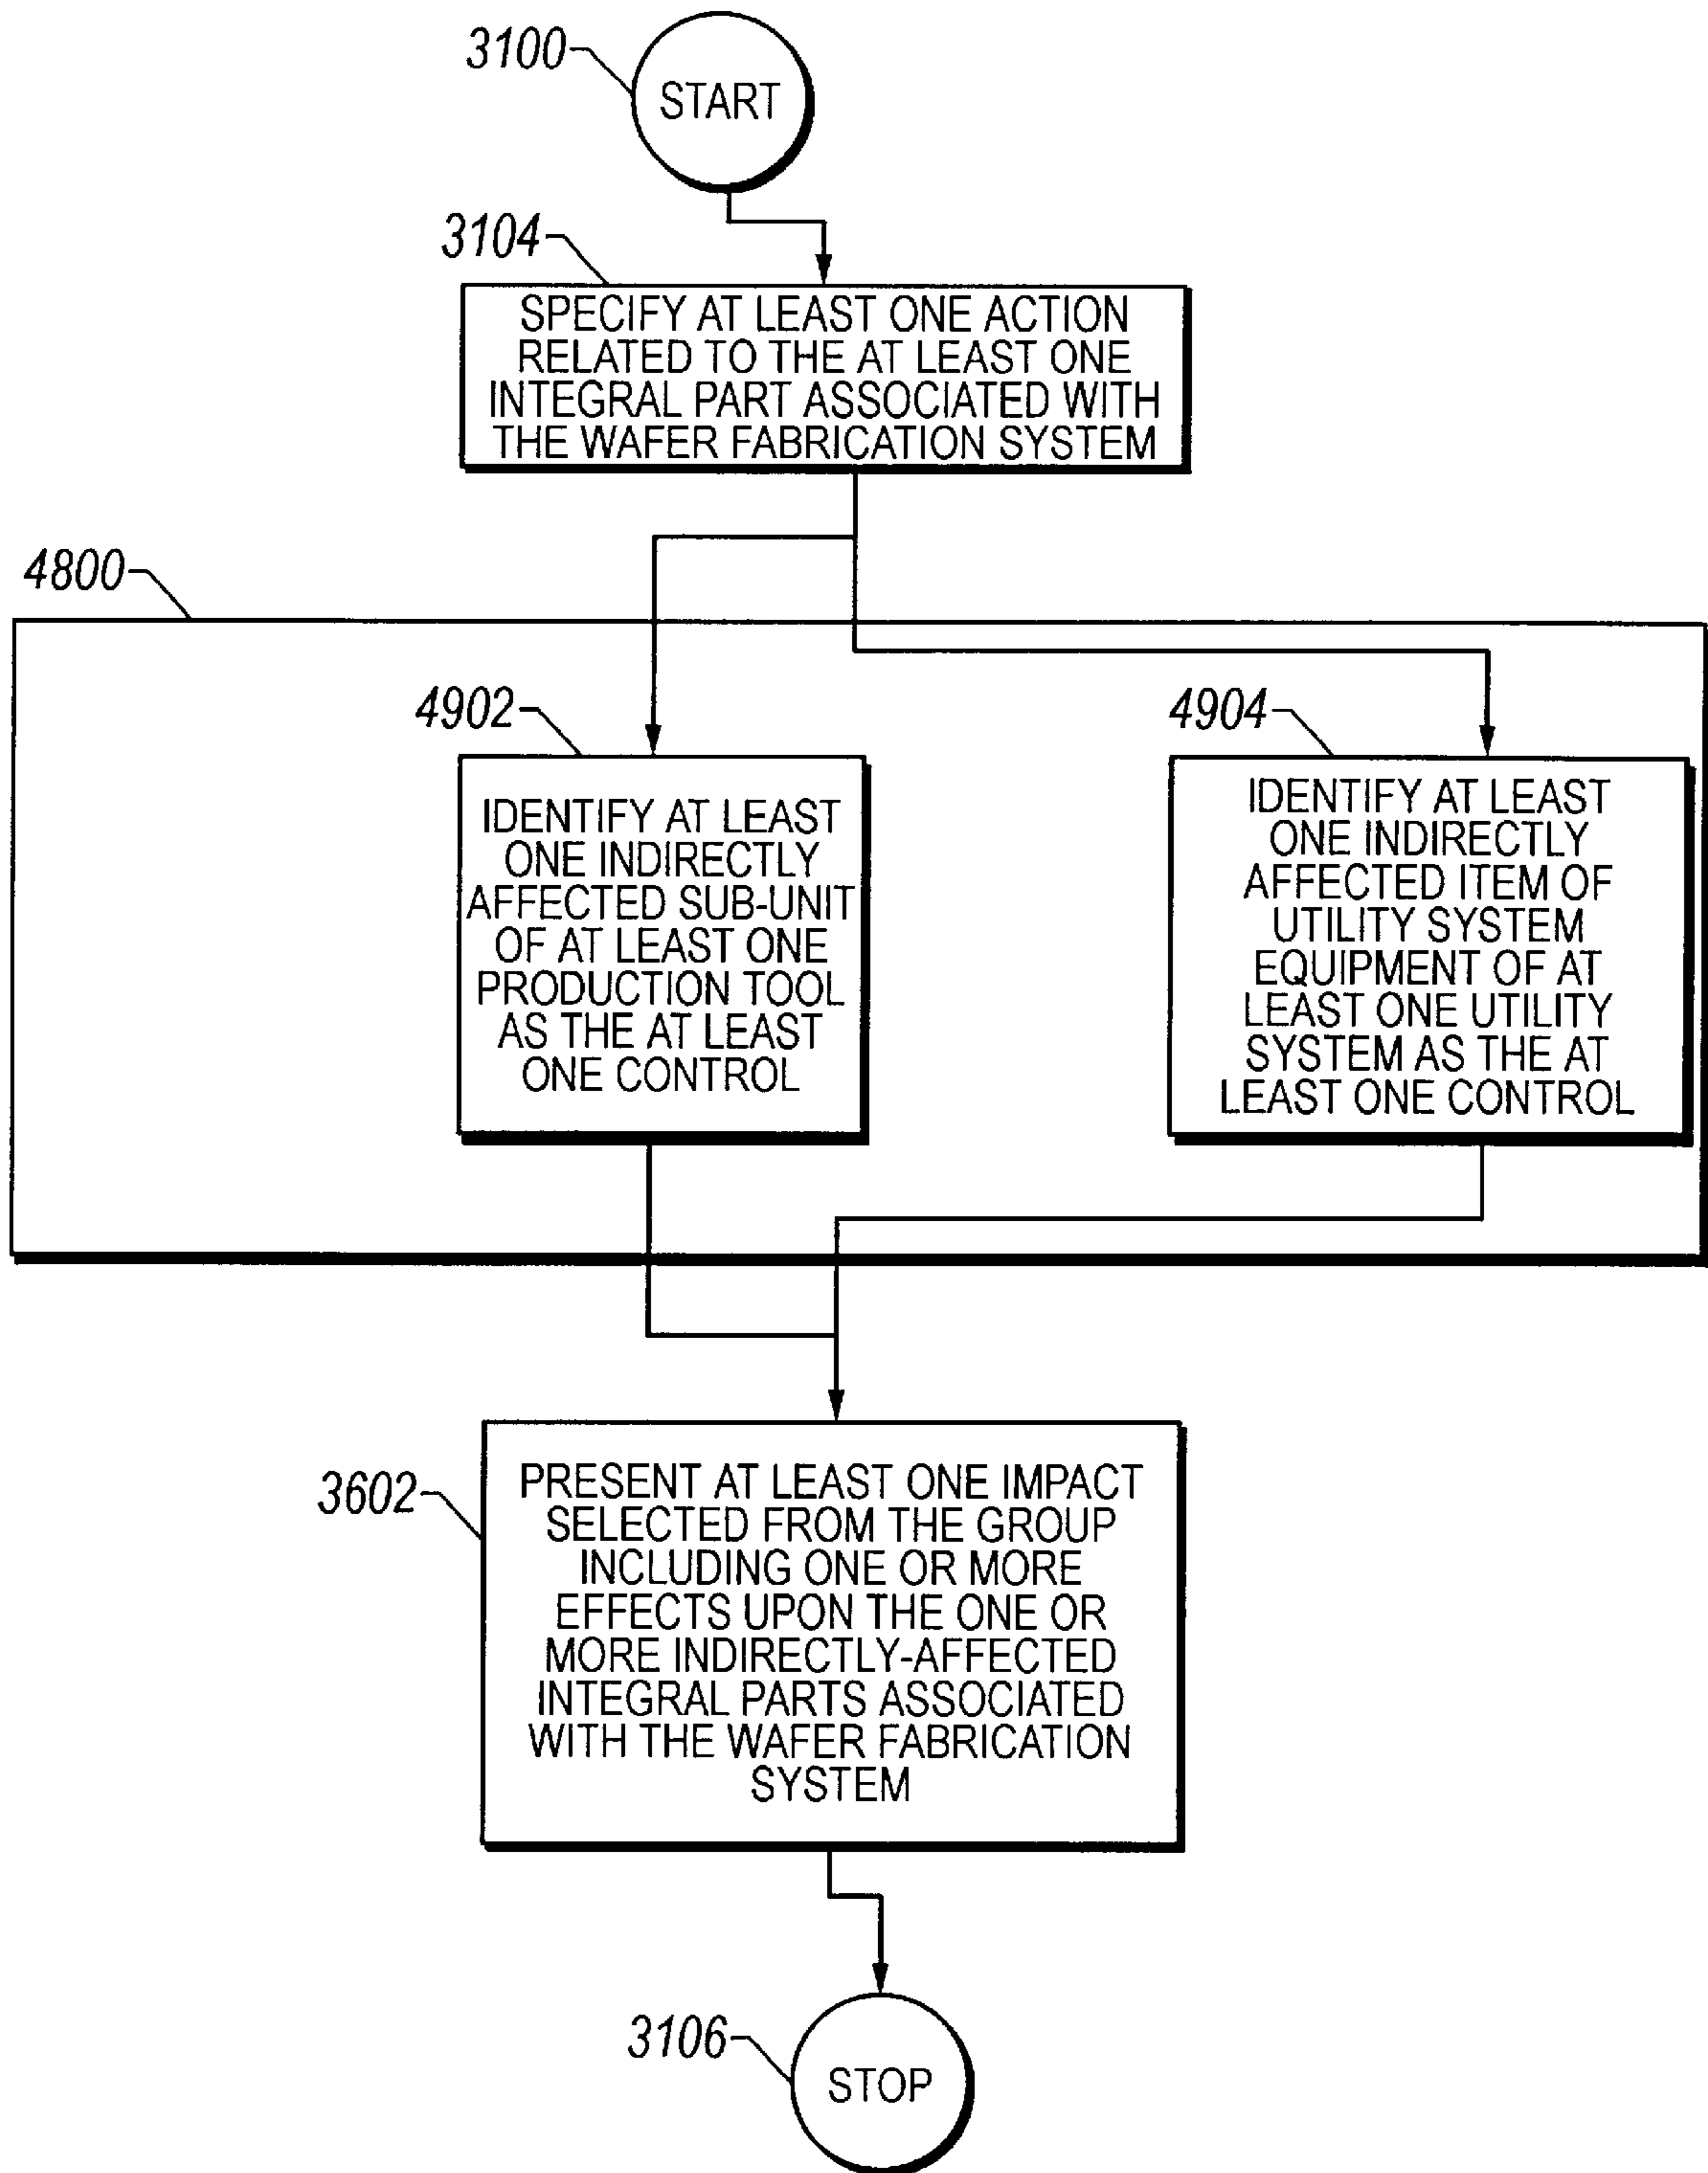 3100
START
3104
SPECIFY AT LEAST ONE ACTION
RELATED TO THE AT LEAST ONE
INTEGRAL PART ASSOCIATED WITH
THE WAFER FABRICATION SYSTEM
4800
4902
IDENTIFY AT LEAST
ONE INDIRECTLY
AFFECTED SUB-UNIT
OF AT LEAST ONE
PRODUCTION TOOL
AS THE AT LEAST
ONE CONTROL
4904
IDENTIFY AT LEAST
ONE INDIRECTLY
AFFECTED ITEM OF
UTILITY SYSTEM
EQUIPMENT OF AT
LEAST ONE UTILITY
SYSTEM AS THE AT
LEAST ONE CONTROL
3602
PRESENT AT LEAST ONE IMPACT
SELECTED FROM THE GROUP
INCLUDING ONE OR MORE
EFFECTS UPON THE ONE OR
MORE INDIRECTLY-AFFECTED
INTEGRAL PARTS ASSOCIATED
WITH THE WAFER FABRICATION
SYSTEM
3106
STOP